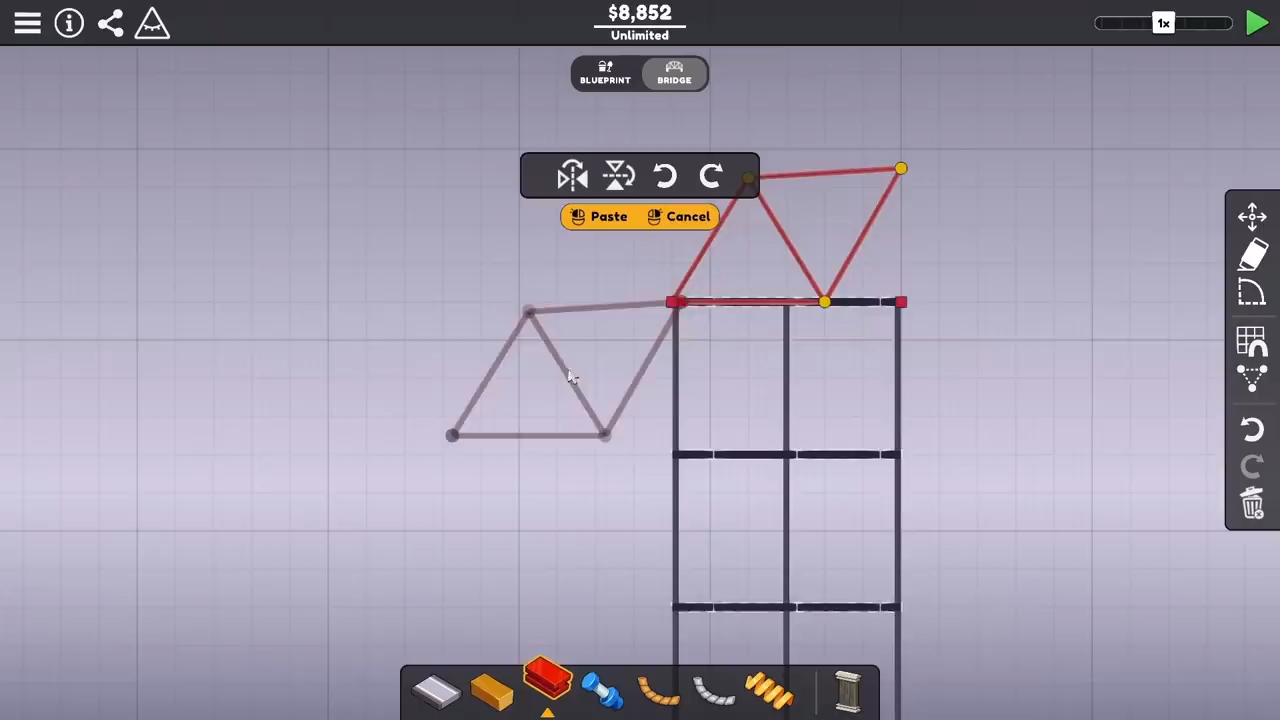 $8,852
Unlimited
1x
BLUEPRINT
BRIDGE
Paste
Cancel